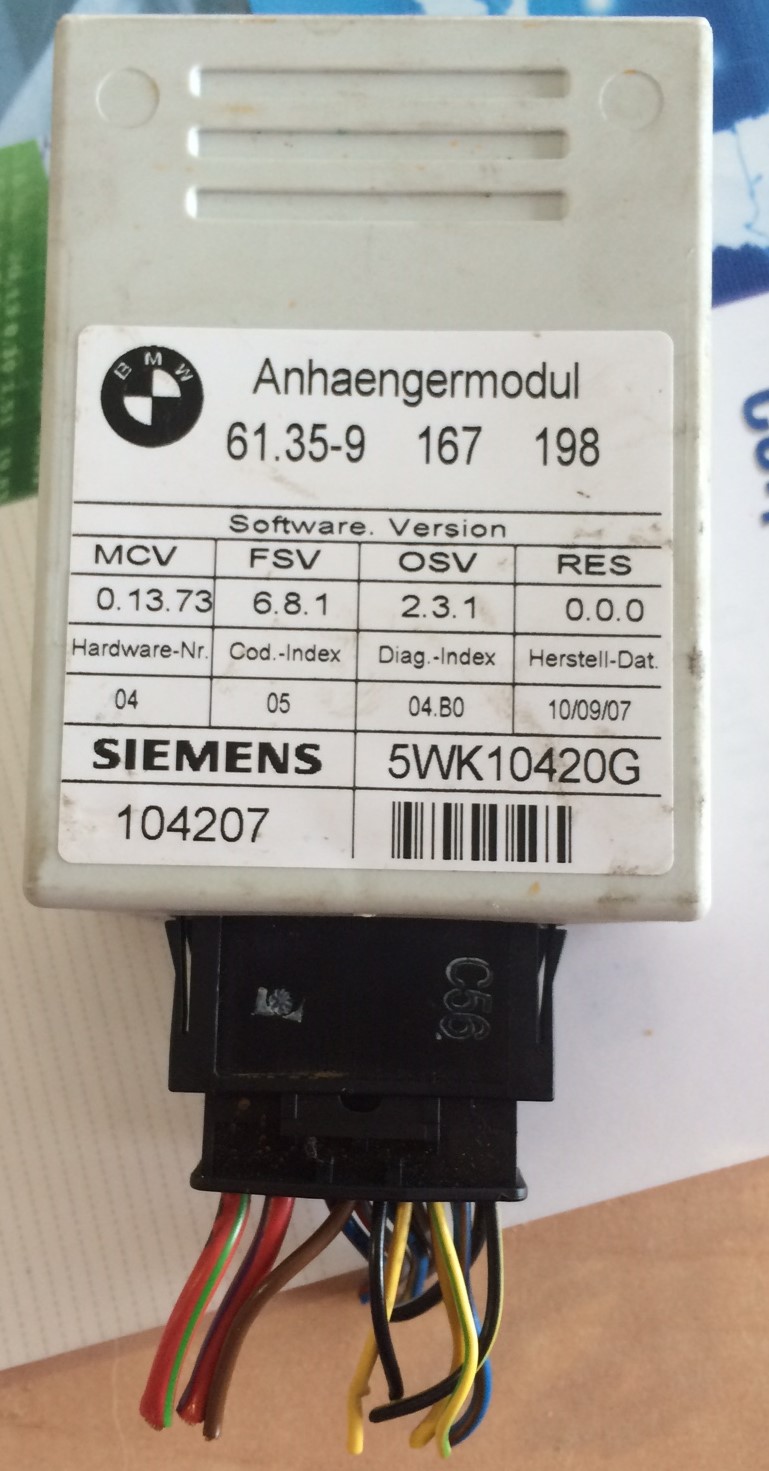 BMW
Anhaengermodul
61.35-9 167 198
Software. Version
MCV FSV OSV RES
0.13.73 6.8.1 2.3.1 0.0.0
Hardware-Nr. Cod.-Index Diag.-Index Herstell-Dat.
04 05 04.B0 10/09/07
SIEMENS 5WK10420G
104207
C56